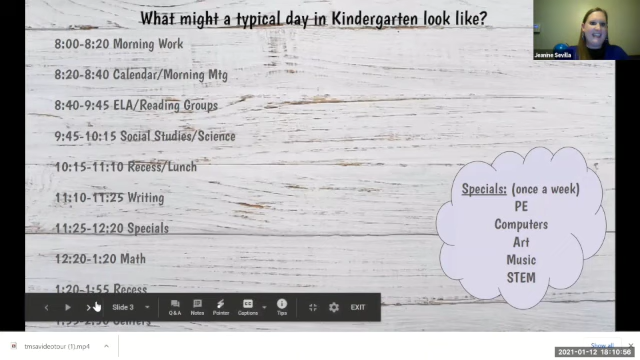 What might a typical day in Kindergarten look like?
8:00-8:20 Morning Work
8:20-8:40 Calendar/Morning Mtg
8:40-9:45 ELA/Reading Groups
9:45-10:15 Social Studies/Science
10:15-11:10 Recess/Lunch
11:10-11:25 Writing
11:25-12:20 Specials
12:20-1:20 Math
1:20-1:55 Recess
Centers
Specials: (once a week)
PE
Computers
Art
Music
STEM
Jeanine Sevilla
Slide 3
Q&A
Notes
Pointer
Captions
Tips
EXIT
tmsavideotour (1).mp4
Show all
2021-01-12 18:10:56